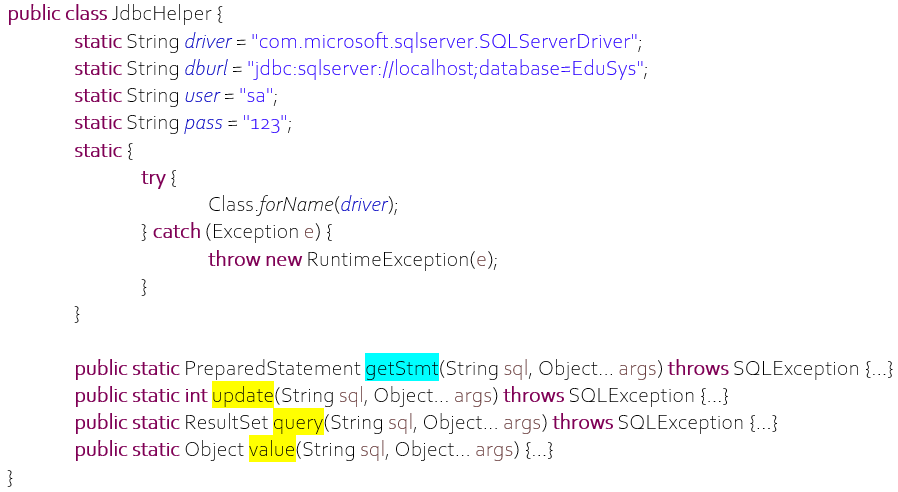 public class JdbcHelper {
static String driver = "com.microsoft.sqlserver.SQLServerDriver";
static String dburl = "jdbc:sqlserver://localhost;database=EduSys";
static String user = "sa";
static String pass = "123";
static {
try {
Class.forName(driver);
} catch (Exception e) {
throw new RuntimeException(e);
}
}
public static PreparedStatement getStmt(String sql, Object... args) throws SQLException {...}
public static int update(String sql, Object... args) throws SQLException {...}
public static ResultSet query(String sql, Object... args) throws SQLException {...}
public static Object value(String sql, Object... args) {...}
}